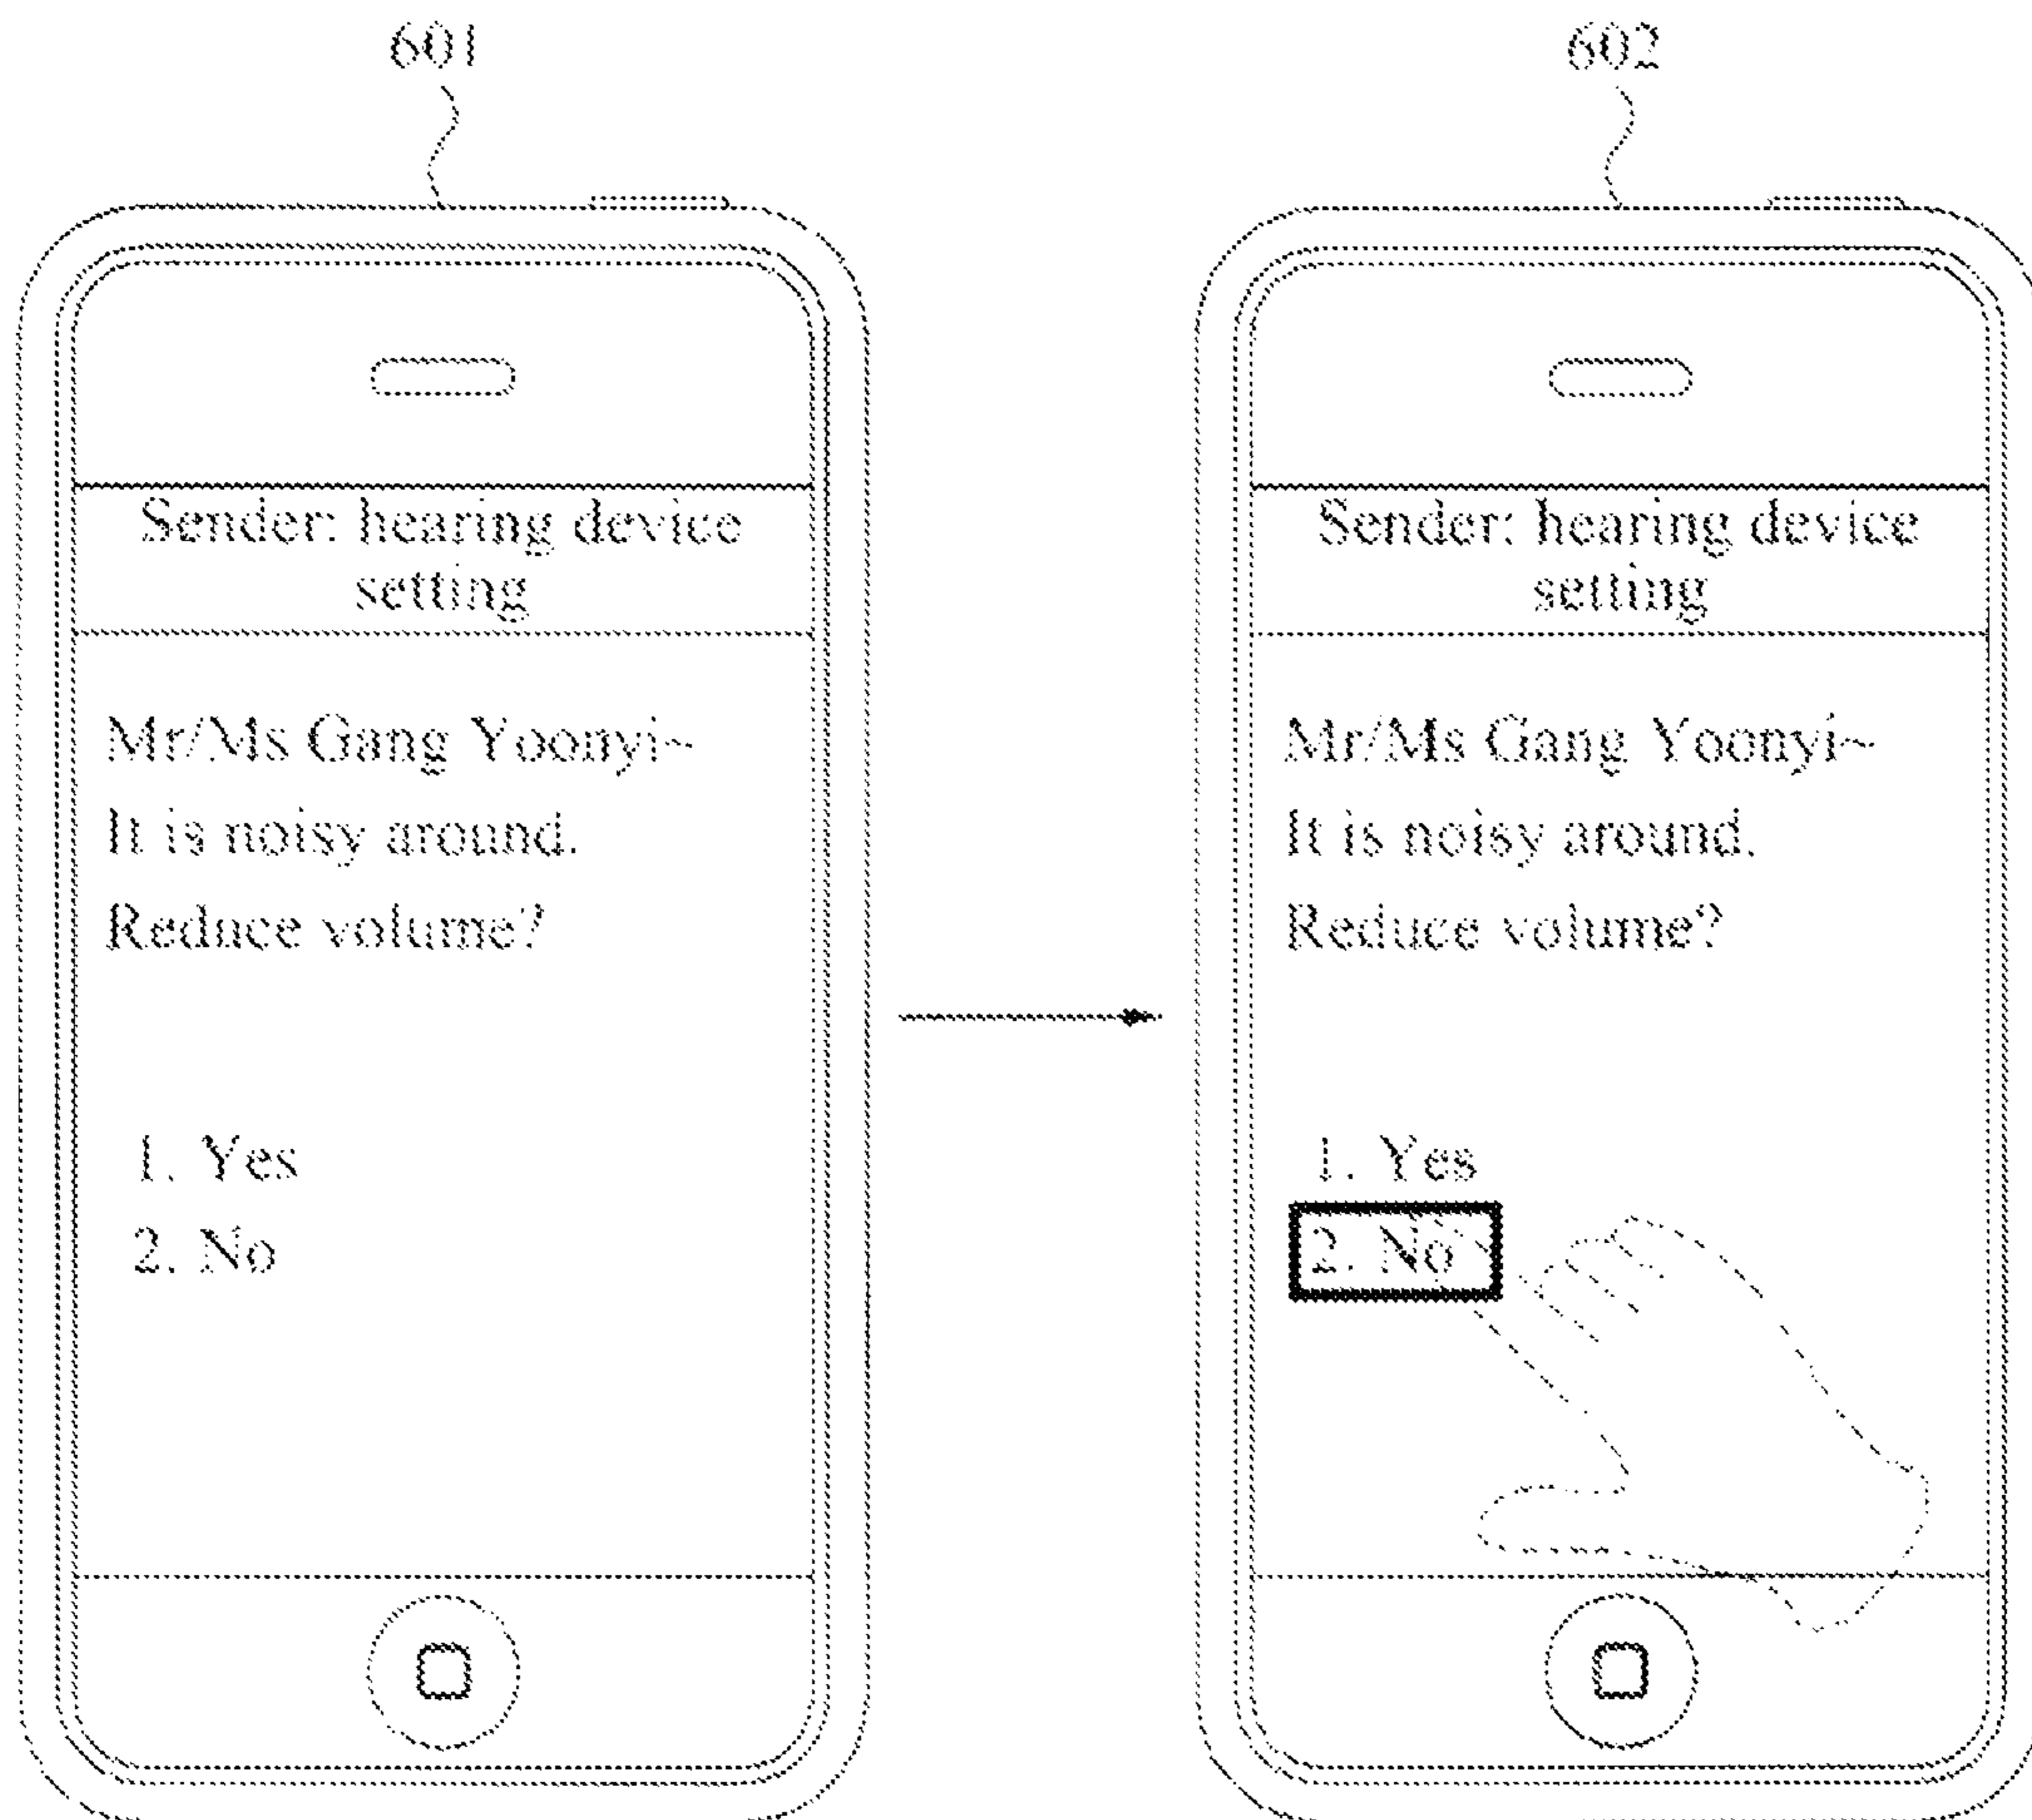 601
Sender: hearing device
setting
Mr/Ms Gang Yoonyi~
It is noisy around.
Reduce volume?
1. Yes
2. No
602
Sender: hearing device
setting
Mr/Ms Gang Yoonyi~
It is noisy around.
Reduce volume?
1. Yes
2. No